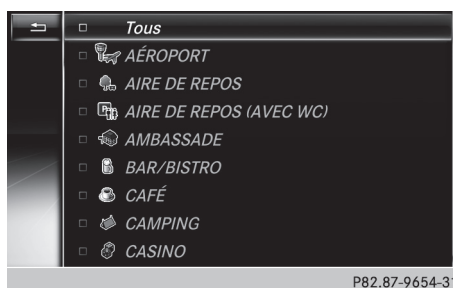 Tous
AÉROPORT
AIRE DE REPOS
AIRE DE REPOS (AVEC WC)
AMBASSADE
BAR/BISTRO
CAFÉ
CAMPING
CASINO
P82.87-9654-31